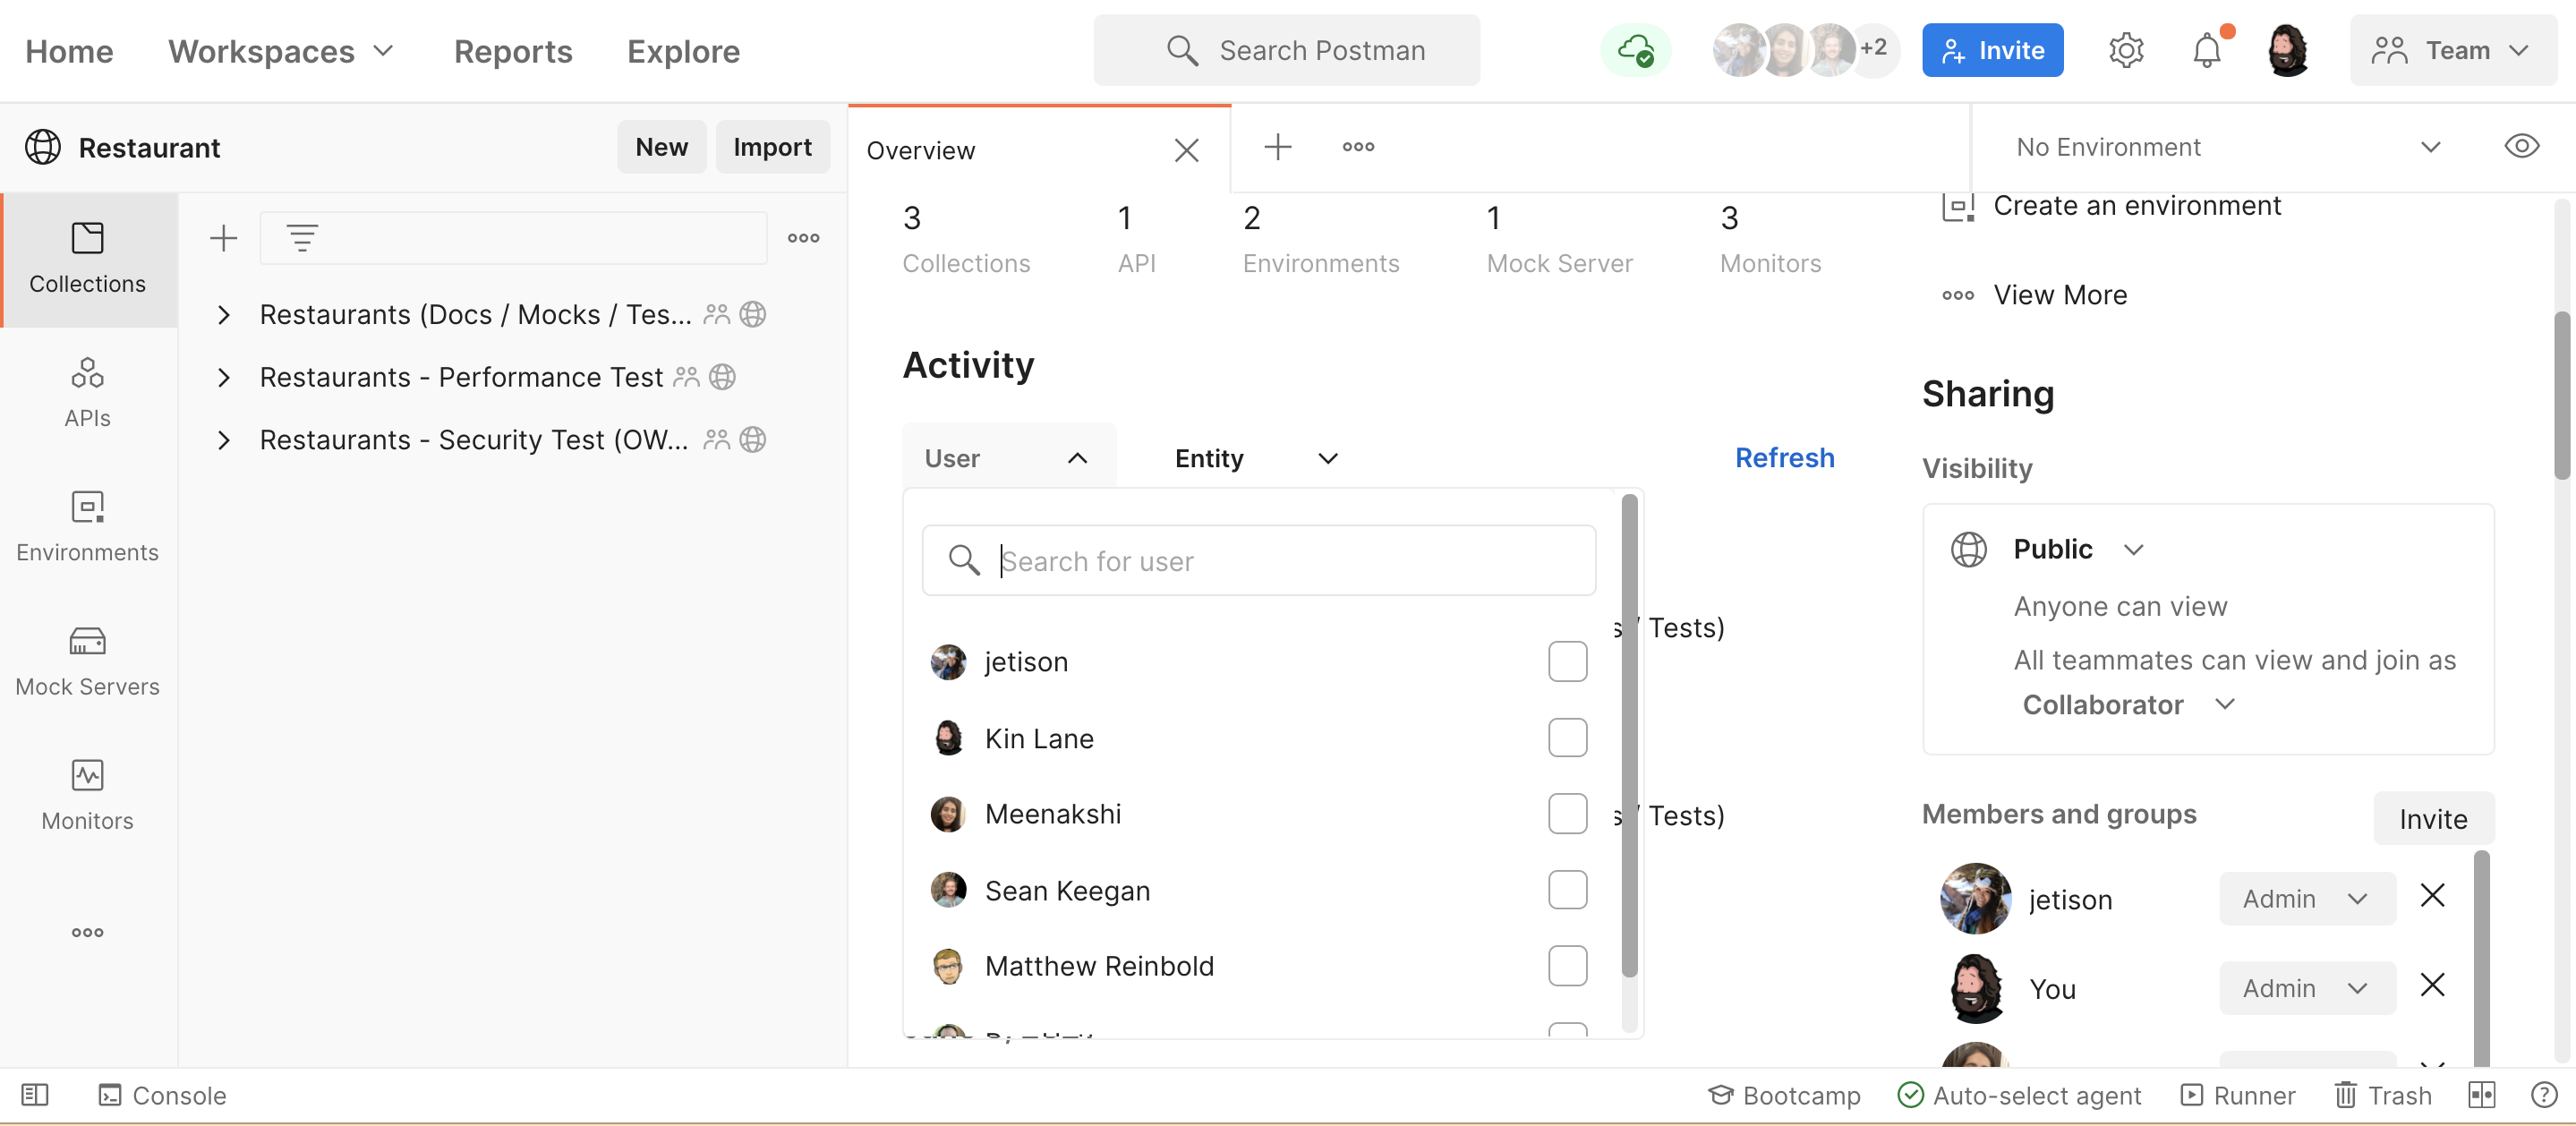 Home Workspaces Reports Explore Search Postman +2 Invite Team
Restaurant New Import
Overview
No Environment
Collections
APIs
Environments
Mock Servers
Monitors
Restaurants (Docs / Mocks / Tes...
Restaurants - Performance Test
Restaurants - Security Test (OW...
3 1 2 1 3
Collections API Environments Mock Server Monitors
Activity
User Entity Refresh
Search for user
jetison
Kin Lane
Meenakshi
Sean Keegan
Matthew Reinbold
s / Tests)
s / Tests)
Create an environment
View More
Sharing
Visibility
Public
Anyone can view
All teammates can view and join as
Collaborator
Members and groups Invite
jetison Admin
You Admin
Console Bootcamp Auto-select agent Runner Trash